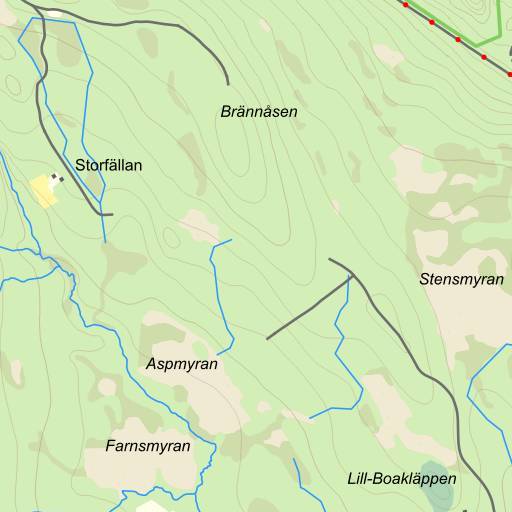 Brännåsen
Storfällan
Stensmyran
Aspmyran
Farnsmyran
Lill-Boakläppen